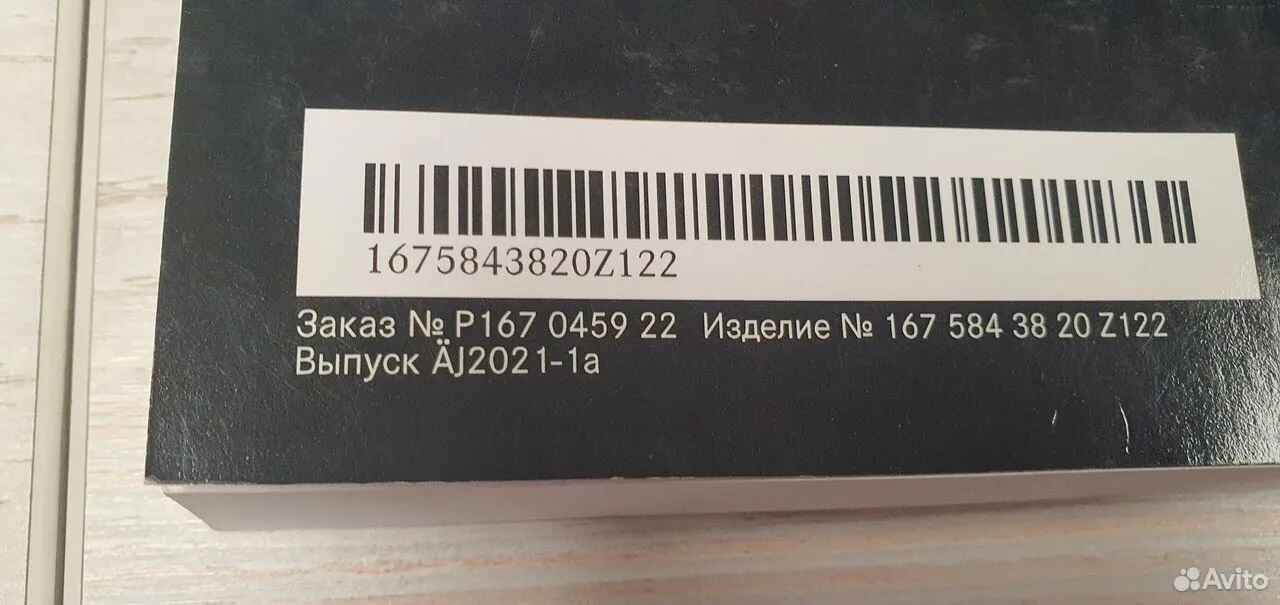 1675843820Z122
Заказ № P167 0459 22 Изделие № 167 584 38 20 Z122
Выпуск ÄJ2021-1a
Avito